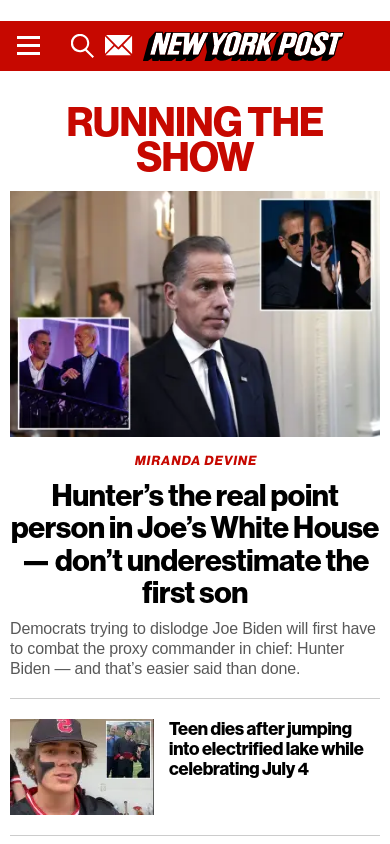 NEW YORK POST
RUNNING THE
SHOW
MIRANDA DEVINE
Hunter’s the real point
person in Joe’s White House
— don’t underestimate the
first son
Democrats trying to dislodge Joe Biden will first have
to combat the proxy commander in chief: Hunter
Biden — and that’s easier said than done.
Teen dies after jumping
into electrified lake while
celebrating July 4